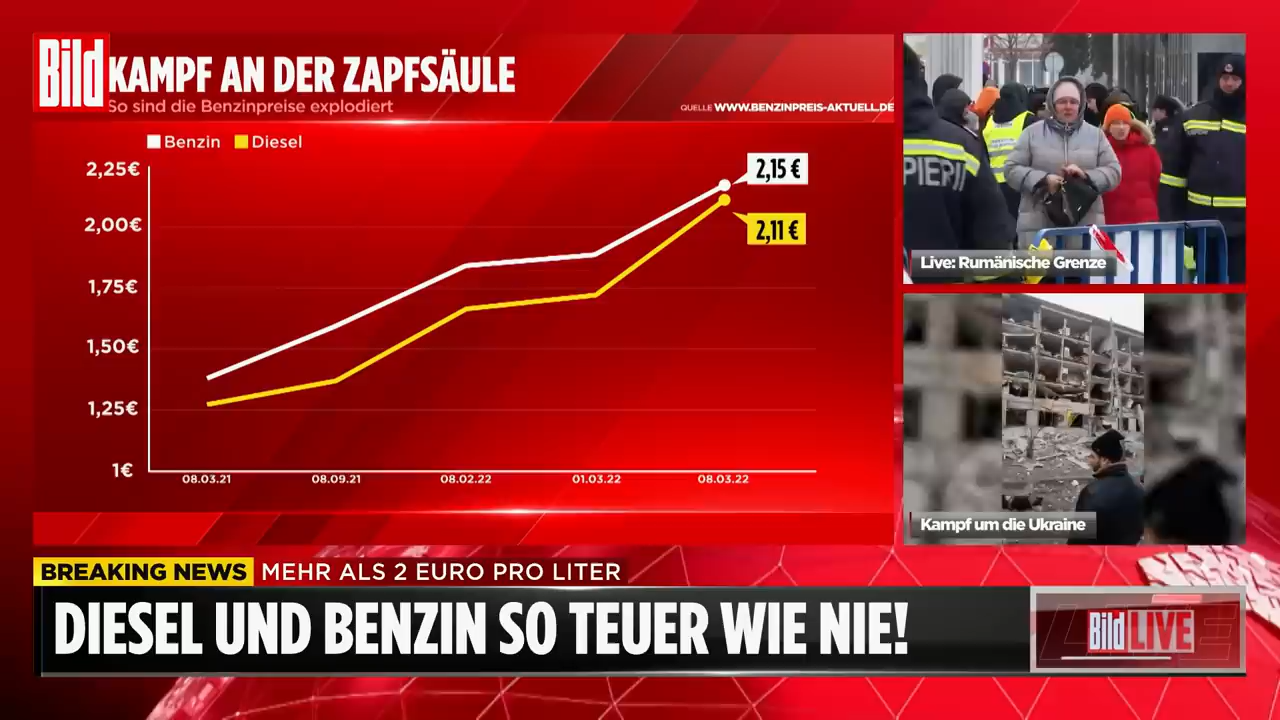 Bild
KAMPF AN DER ZAPFSÄULE
So sind die Benzinpreise explodiert
QUELLE WWW.BENZINPREIS-AKTUELL.DE
Benzin Diesel
2,25€
2,00€
1,75€
1,50€
1,25€
1€
08.03.21 08.09.21 08.02.22 01.03.22 08.03.22
2,15 €
2,11 €
PIERI
Live: Rumänische Grenze
Kampf um die Ukraine
BREAKING NEWS MEHR ALS 2 EURO PRO LITER
DIESEL UND BENZIN SO TEUER WIE NIE!
Bild LIVE